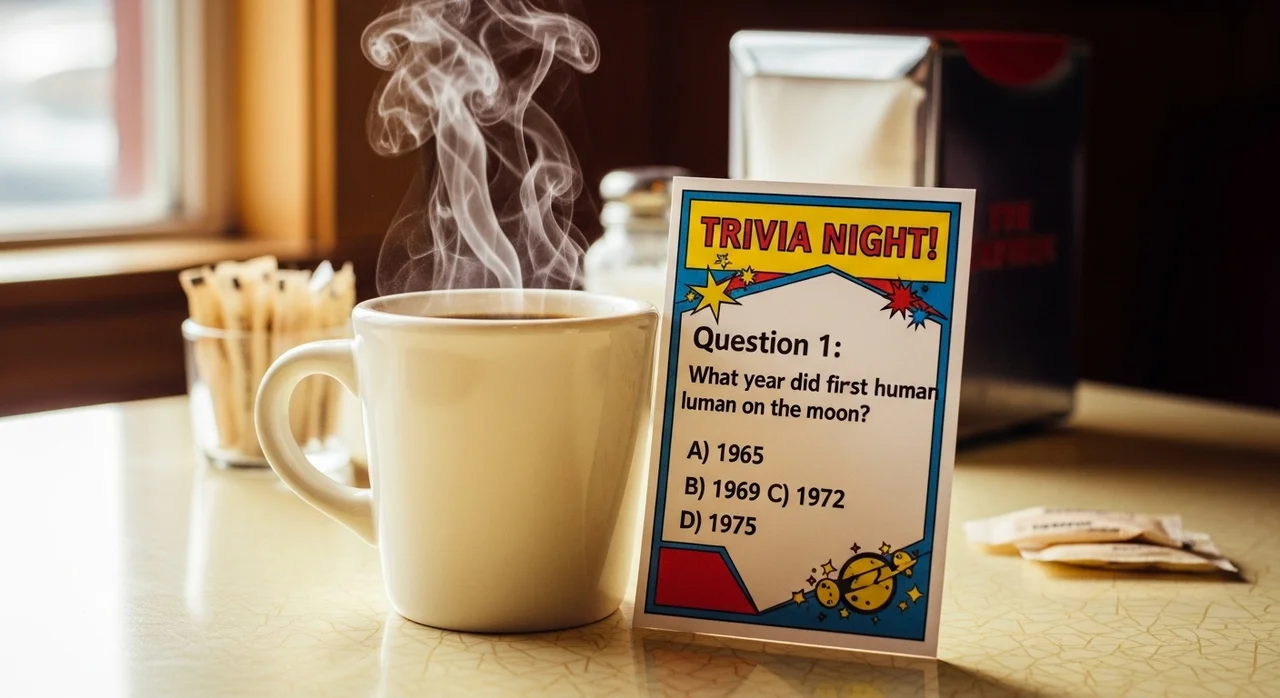 TRIVIA NIGHT!
Question 1:
What year did first human
luman on the moon?
A) 1965
B) 1969 C) 1972
D) 1975